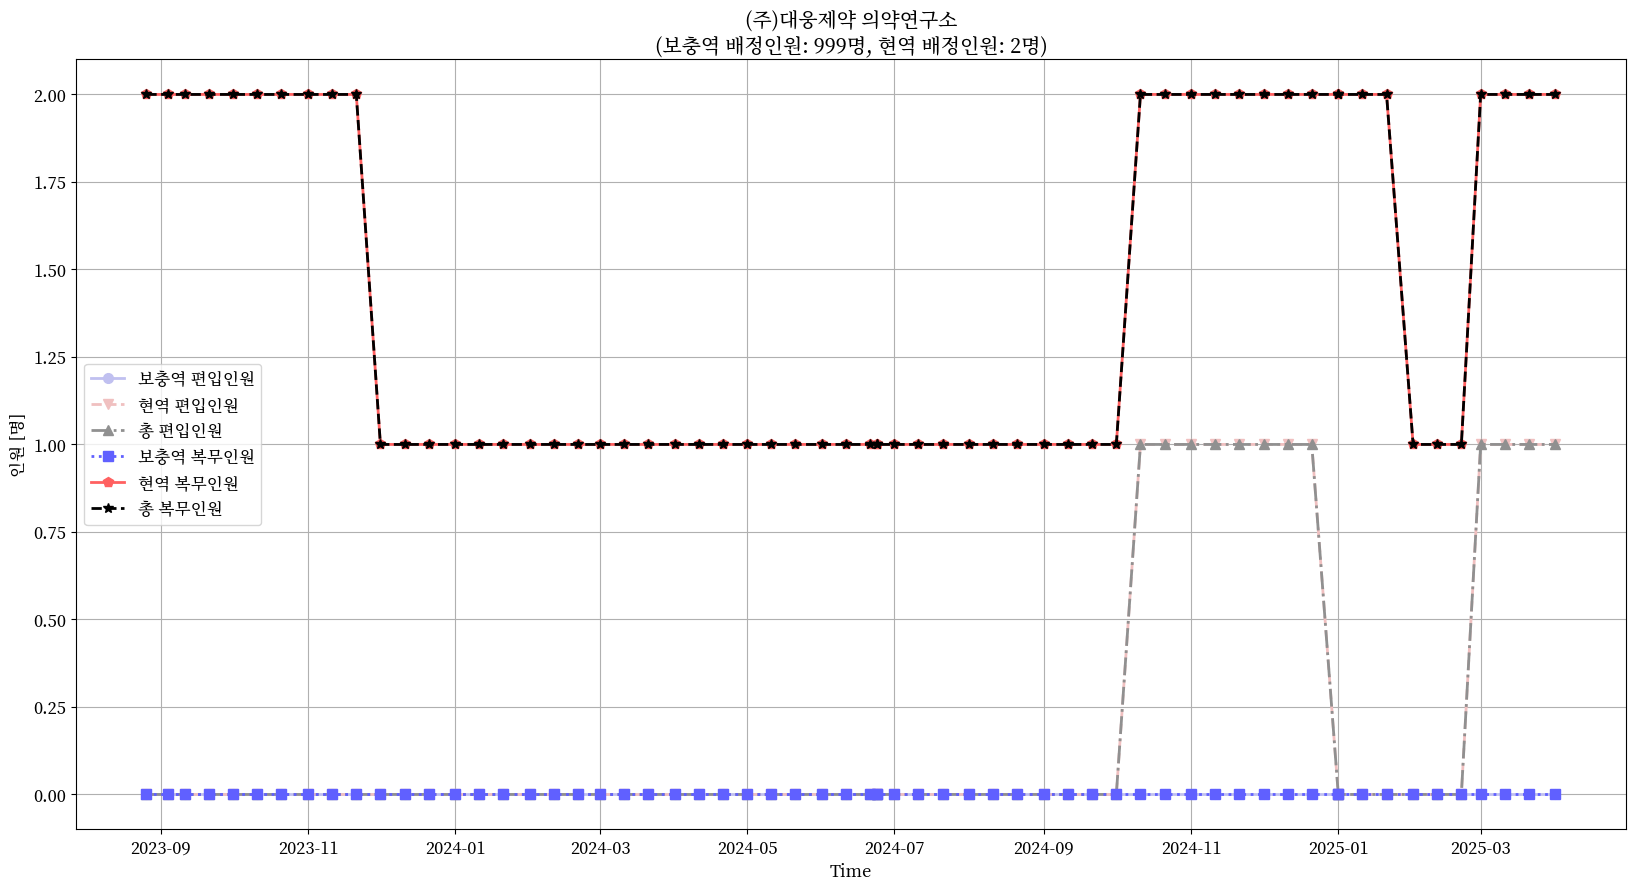 (주)대웅제약 의약연구소
(보충역 배정인원: 999명, 현역 배정인원: 2명)
인원 [명]
2.00
1.75
1.50
1.25
1.00
0.75
0.50
0.25
0.00
보충역 편입인원
현역 편입인원
총 편입인원
보충역 복무인원
현역 복무인원
총 복무인원
2023-09
2023-11
2024-01
2024-03
2024-05
2024-07
2024-09
2024-11
2025-01
2025-03
Time